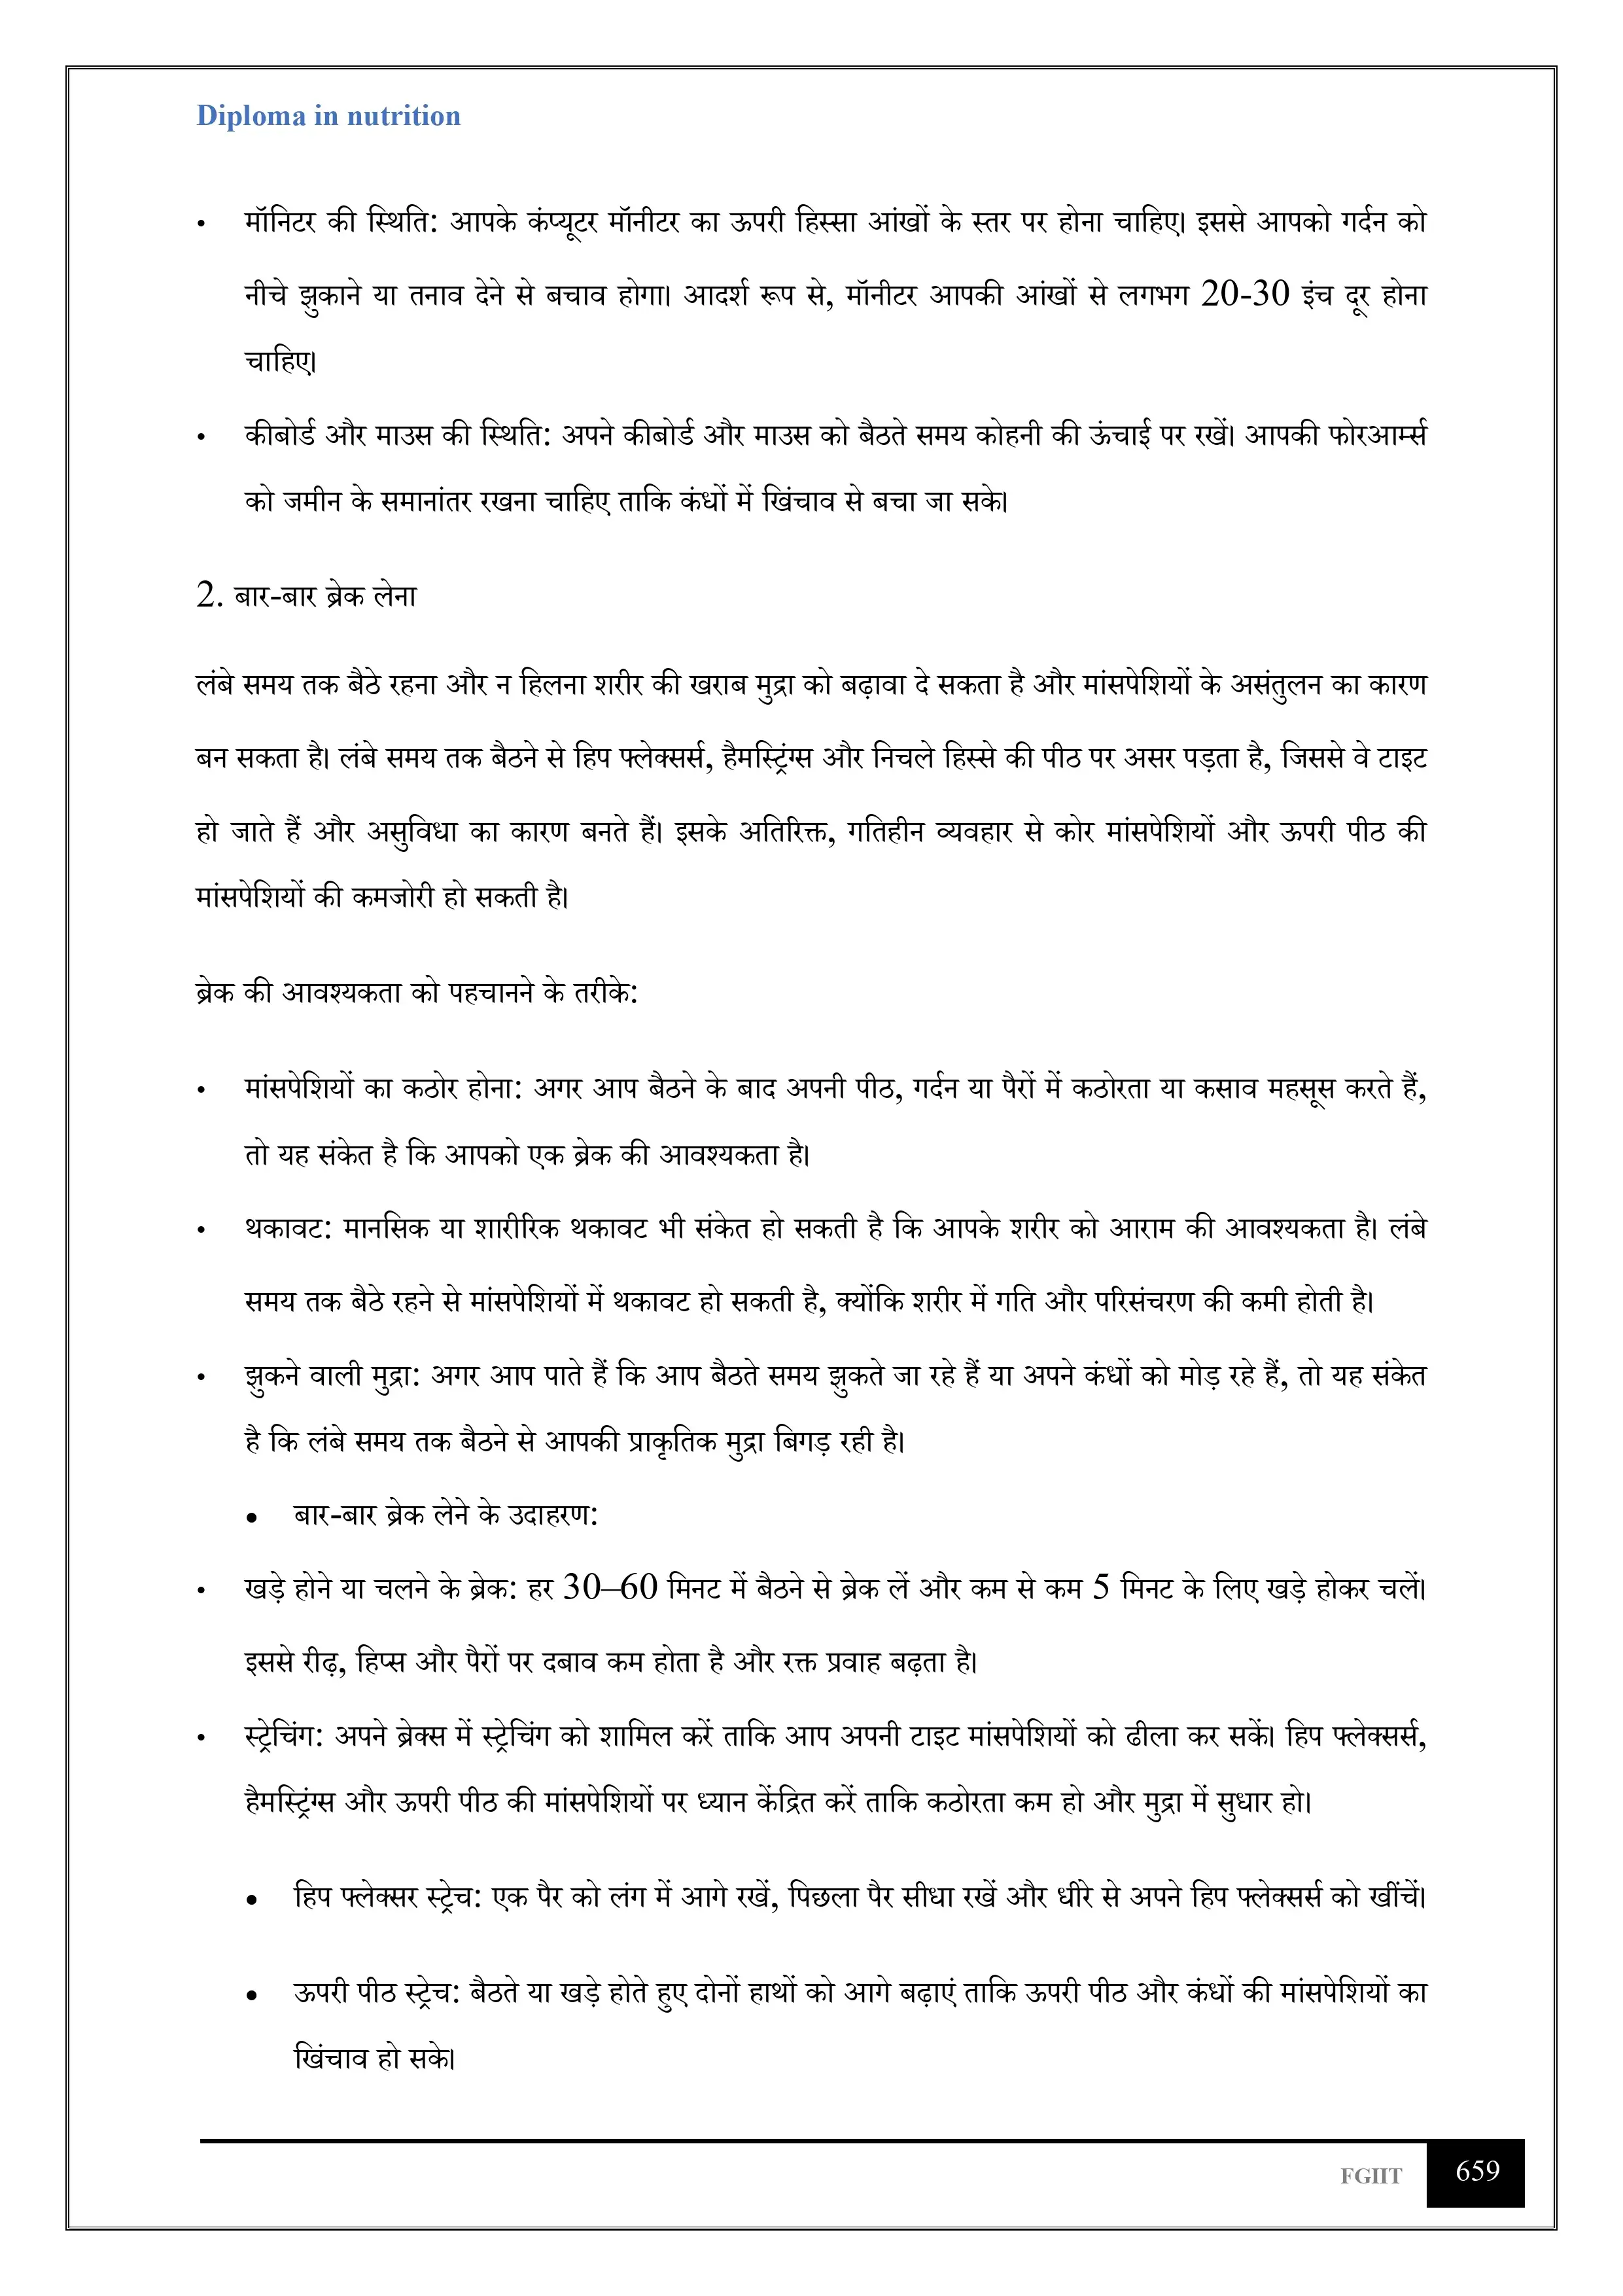 Diploma in nutrition
• मॉनिटर की स्थिति: आपके कंप्यूटर मॉनीटर का ऊपरी हिस्सा आंखों के स्तर पर होना चाहिए। इससे आपको गर्दन को
नीचे झुकाने या तनाव देने से बचाव होगा। आदर्श रूप से, मॉनीटर आपकी आंखों से लगभग 20-30 इंच दूर होना
चाहिए।
• कीबोर्ड और माउस की स्थिति: अपने कीबोर्ड और माउस को बैठते समय कोहनी की ऊंचाई पर रखें। आपकी फोरआर्म्स
को जमीन के समानांतर रखना चाहिए ताकि कंधों में खिंचाव से बचा जा सके।
2. बार-बार ब्रेक लेना
लंबे समय तक बैठे रहना और न हिलना शरीर की खराब मुद्रा को बढ़ावा दे सकता है और मांसपेशियों के असंतुलन का कारण
बन सकता है। लंबे समय तक बैठने से हिप फ्लेक्सर्स, हैमस्ट्रिंग्स और निचले हिस्से की पीठ पर असर पड़ता है, जिससे वे टाइट
हो जाते हैं और असुविधा का कारण बनते हैं। इसके अतिरिक्त, गतिहीन व्यवहार से कोर मांसपेशियों और ऊपरी पीठ की
मांसपेशियों की कमजोरी हो सकती है।
ब्रेक की आवश्यकता को पहचानने के तरीके:
• मांसपेशियों का कठोर होना: अगर आप बैठने के बाद अपनी पीठ, गर्दन या पैरों में कठोरता या कसाव महसूस करते हैं,
तो यह संकेत है कि आपको एक ब्रेक की आवश्यकता है।
• थकावट: मानसिक या शारीरिक थकावट भी संकेत हो सकती है कि आपके शरीर को आराम की आवश्यकता है। लंबे
समय तक बैठे रहने से मांसपेशियों में थकावट हो सकती है, क्योंकि शरीर में गति और परिसंचरण की कमी होती है।
• झुकने वाली मुद्रा: अगर आप पाते हैं कि आप बैठते समय झुकते जा रहे हैं या अपने कंधों को मोड़ रहे हैं, तो यह संकेत
है कि लंबे समय तक बैठने से आपकी प्राकृतिक मुद्रा बिगड़ रही है।
• बार-बार ब्रेक लेने के उदाहरण:
• खड़े होने या चलने के ब्रेक: हर 30–60 मिनट में बैठने से ब्रेक लें और कम से कम 5 मिनट के लिए खड़े होकर चलें।
इससे रीढ़, हिप्स और पैरों पर दबाव कम होता है और रक्त प्रवाह बढ़ता है।
• स्ट्रेचिंग: अपने ब्रेक्स में स्ट्रेचिंग को शामिल करें ताकि आप अपनी टाइट मांसपेशियों को ढीला कर सकें। हिप फ्लेक्सर्स,
हैमस्ट्रिंग्स और ऊपरी पीठ की मांसपेशियों पर ध्यान केंद्रित करें ताकि कठोरता कम हो और मुद्रा में सुधार हो।
• हिप फ्लेक्सर स्ट्रेच: एक पैर को लंग में आगे रखें, पिछला पैर सीधा रखें और धीरे से अपने हिप फ्लेक्सर्स को खींचें।
• ऊपरी पीठ स्ट्रेच: बैठते या खड़े होते हुए दोनों हाथों को आगे बढ़ाएं ताकि ऊपरी पीठ और कंधों की मांसपेशियों का
खिंचाव हो सके।
FGIIT 659